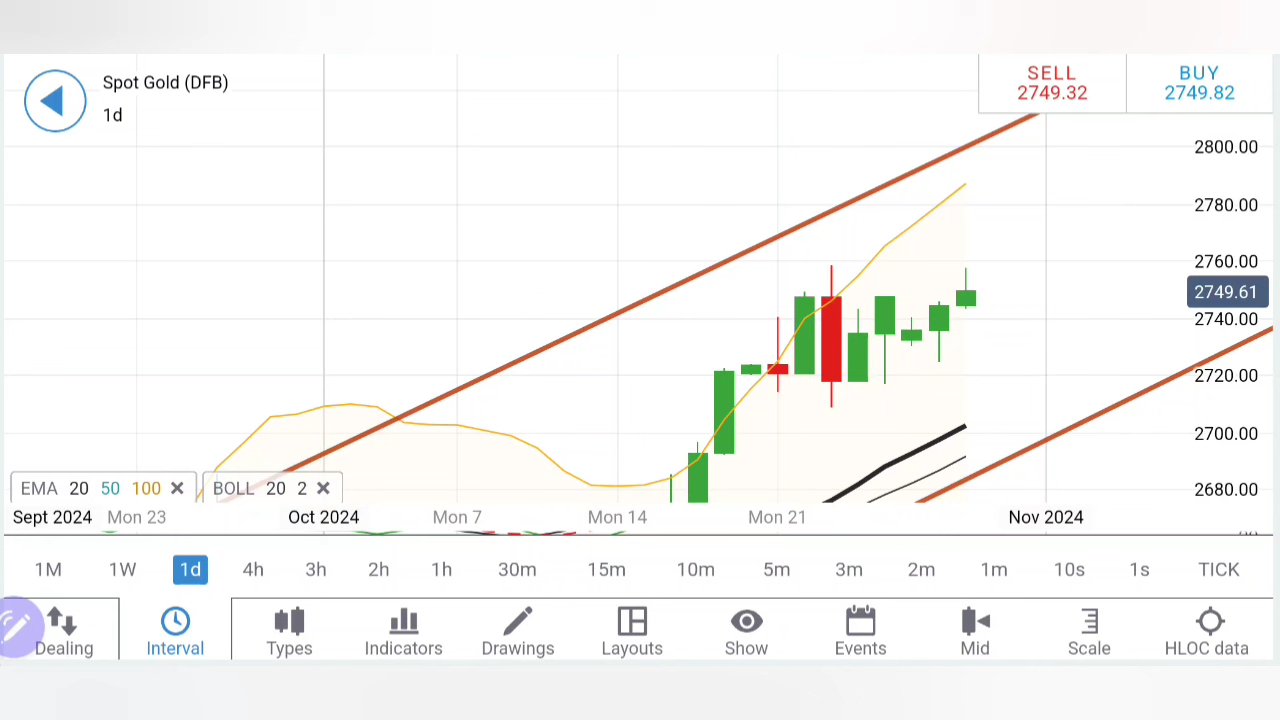 Spot Gold (DFB)
1d
SELL
2749.32
BUY
2749.82
2800.00
2780.00
2760.00
2749.61
2740.00
2720.00
2700.00
2680.00
EMA 20 50 100 ×
BOLL 20 2 ×
Sept 2024 Mon 23 Oct 2024 Mon 7 Mon 14 Mon 21 Nov 2024
1M 1W 1d 4h 3h 2h 1h 30m 15m 10m 5m 3m 2m 1m 10s 1s TICK
Dealing Interval Types Indicators Drawings Layouts Show Events Mid Scale HLOC data